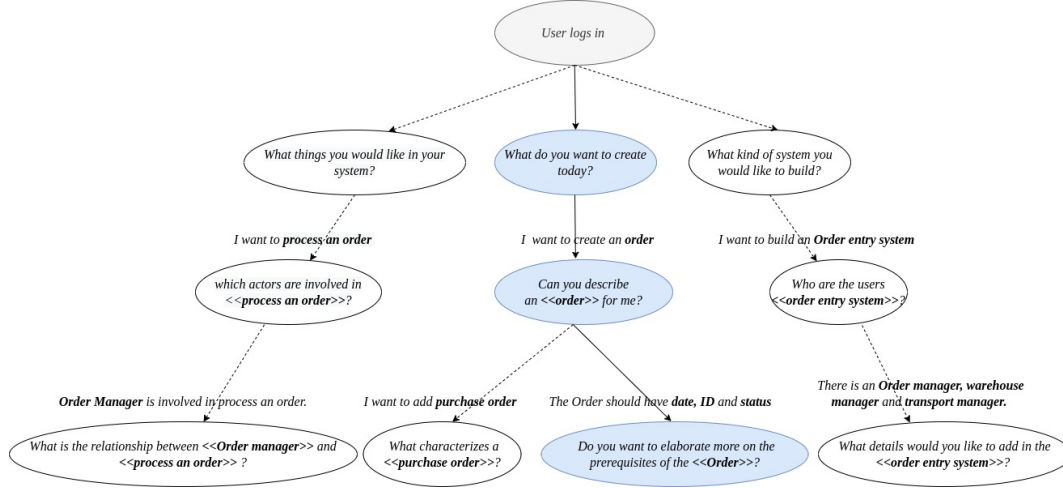 User logs in
What things you would like in your
system?
What do you want to create
today?
What kind of system you
would like to build?
I want to process an order
I want to create an order
I want to build an Order entry system
which actors are involved in
<<process an order>>?
Can you describe
an <<order>> for me?
Who are the users
<<order entry system>>?
Order Manager is involved in process an order.
I want to add purchase order
The Order should have date, ID and status
There is an Order manager, warehouse
manager and transport manager.
What is the relationship between <<Order manager>> and
<<process an order>> ?
What characterizes a
<<purchase order>>?
Do you want to elaborate more on the
prerequisites of the <<Order>>?
What details would you like to add in the
<<order entry system>>?